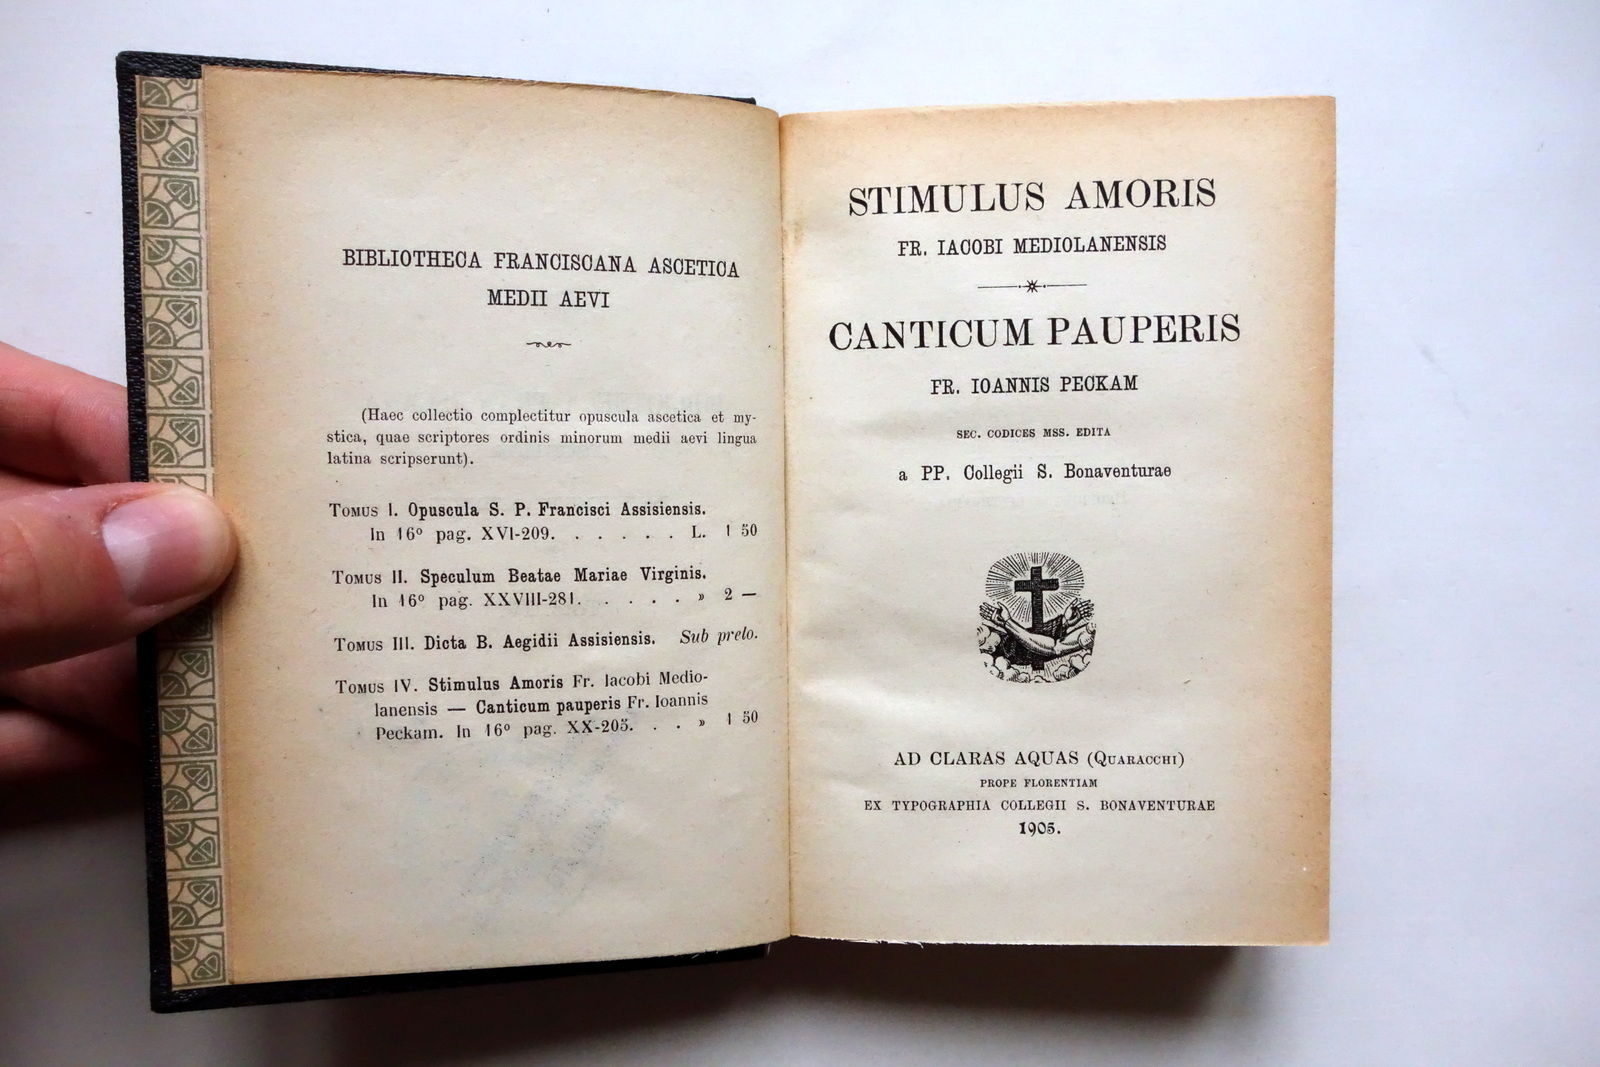 BIBLIOTHECA FRANCISCANA ASCETICA
MEDII AEVI
(Haec collectio complectitur opuscula ascetica et my-
stica, quae scriptores ordinis minorum medii aevi lingua
latina scripserunt).
Tomus I. Opuscula S. P. Francisci Assisiensis.
In 16º pag. XVI-209. . . . . . L. 1 50
Tomus II. Speculum Beatae Mariae Virginis.
In 16º pag. XXVIII-281. . . . . » 2 —
Tomus III. Dicta B. Aegidii Assisiensis. Sub prelo.
Tomus IV. Stimulus Amoris Fr. Iacobi Medio-
lanensis — Canticum pauperis Fr. Ioannis
Peckam. In 16º pag. XX-205. . . » 1 50
STIMULUS AMORIS
FR. IACOBI MEDIOLANENSIS
CANTICUM PAUPERIS
FR. IOANNIS PECKAM
SEC. CODICES MSS. EDITA
a PP. Collegii S. Bonaventurae
AD CLARAS AQUAS (Quaracchi)
PROPE FLORENTIAM
EX TYPOGRAPHIA COLLEGII S. BONAVENTURAE
1905.